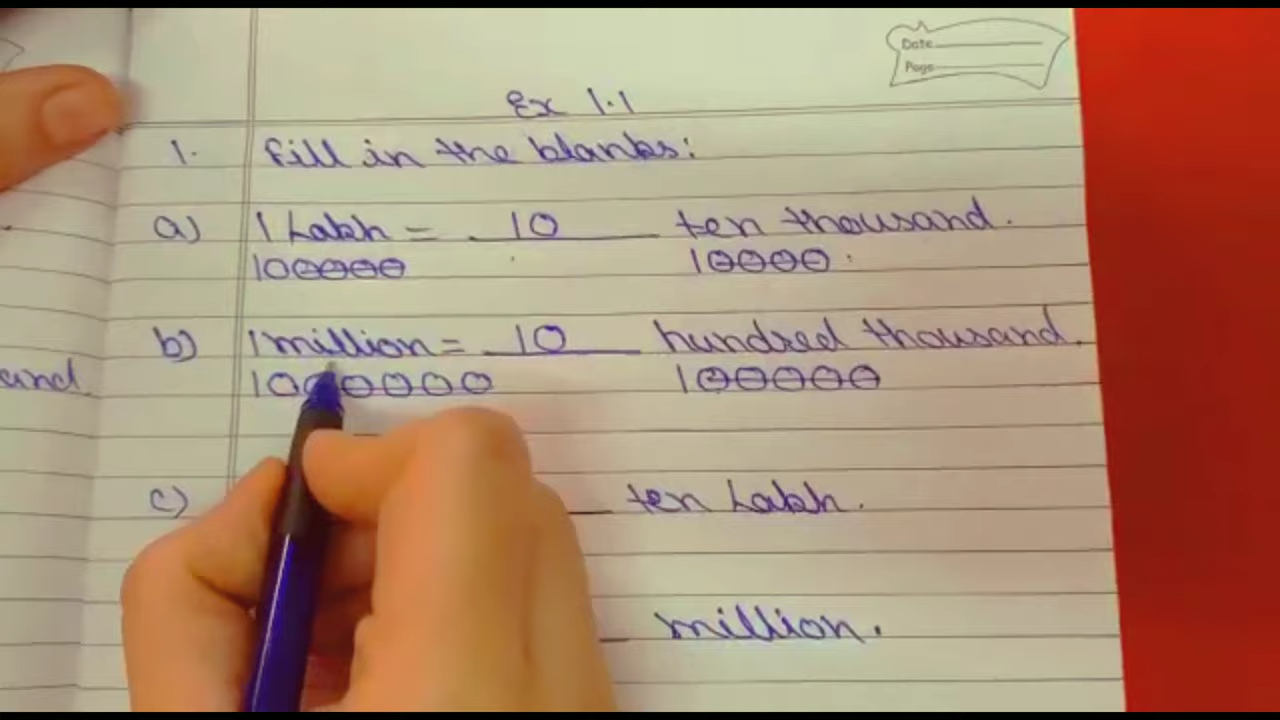 Date
Page
Ex 1.1
1. Fill in the blanks:
a) 1 Lakh = 10 ten thousand.
100000 10000
b) 1 million = 10 hundred thousand.
1000000 100000
and
c) ten Lakh.
million.